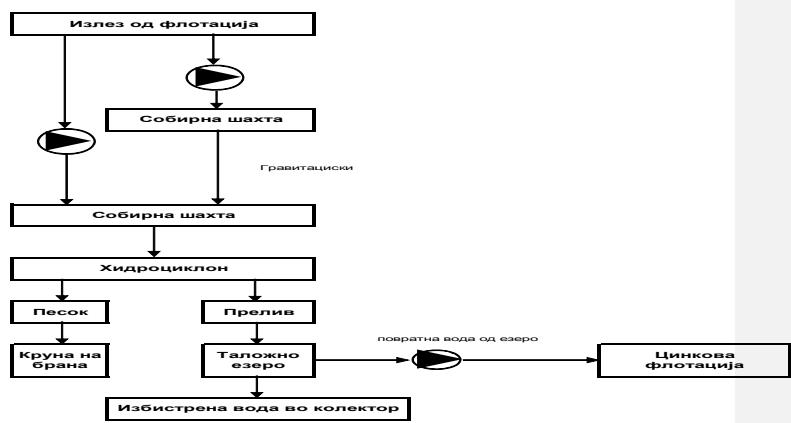 Излез од флотација
Собирна шахта
Гравитациски
Собирна шахта
Хидроциклон
Песок
Прелив
повратна вода од езеро
Круна на
брана
Таложно
езеро
Цинкова
флотација
Избистрена вода во колектор